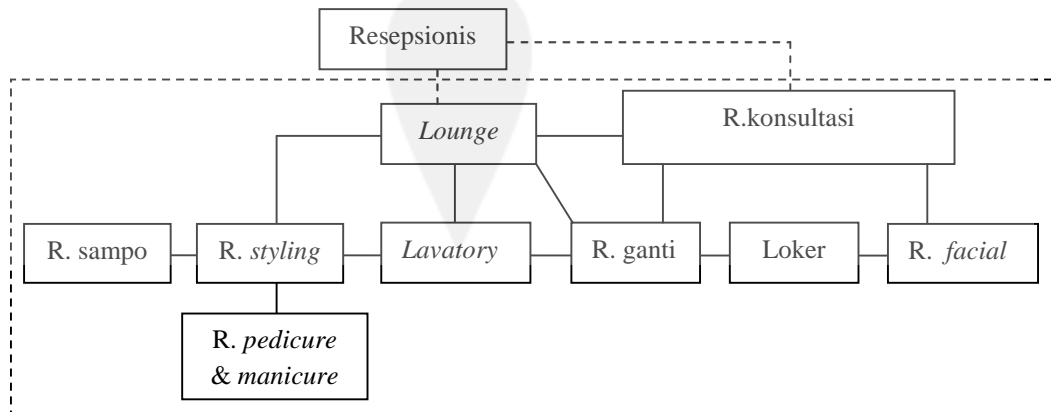 Resepsionis
Lounge
R.konsultasi
R. sampo
R. styling
Lavatory
R. ganti
Loker
R. facial
R. pedicure
& manicure